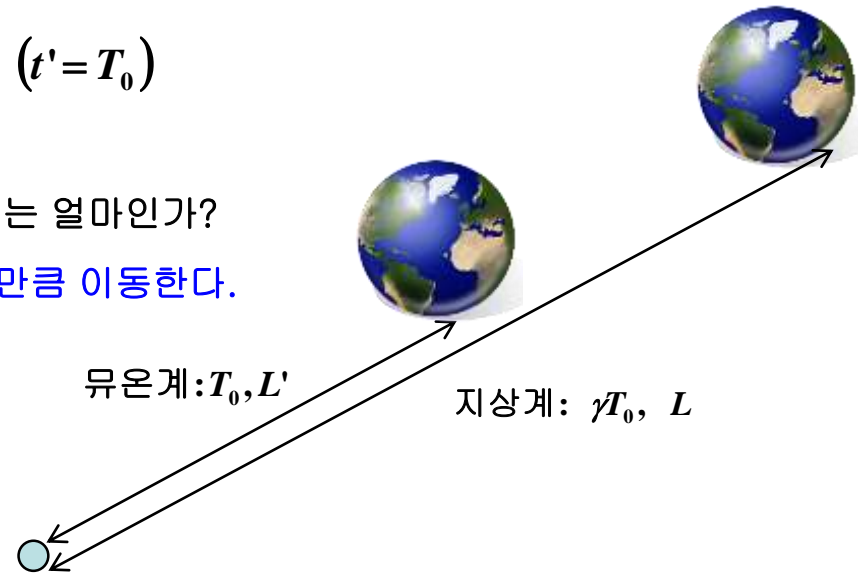 (t'= T₀)
는 얼마인가?
만큼 이동한다.
뮤온계:T₀,L'
지상계: γT₀, L